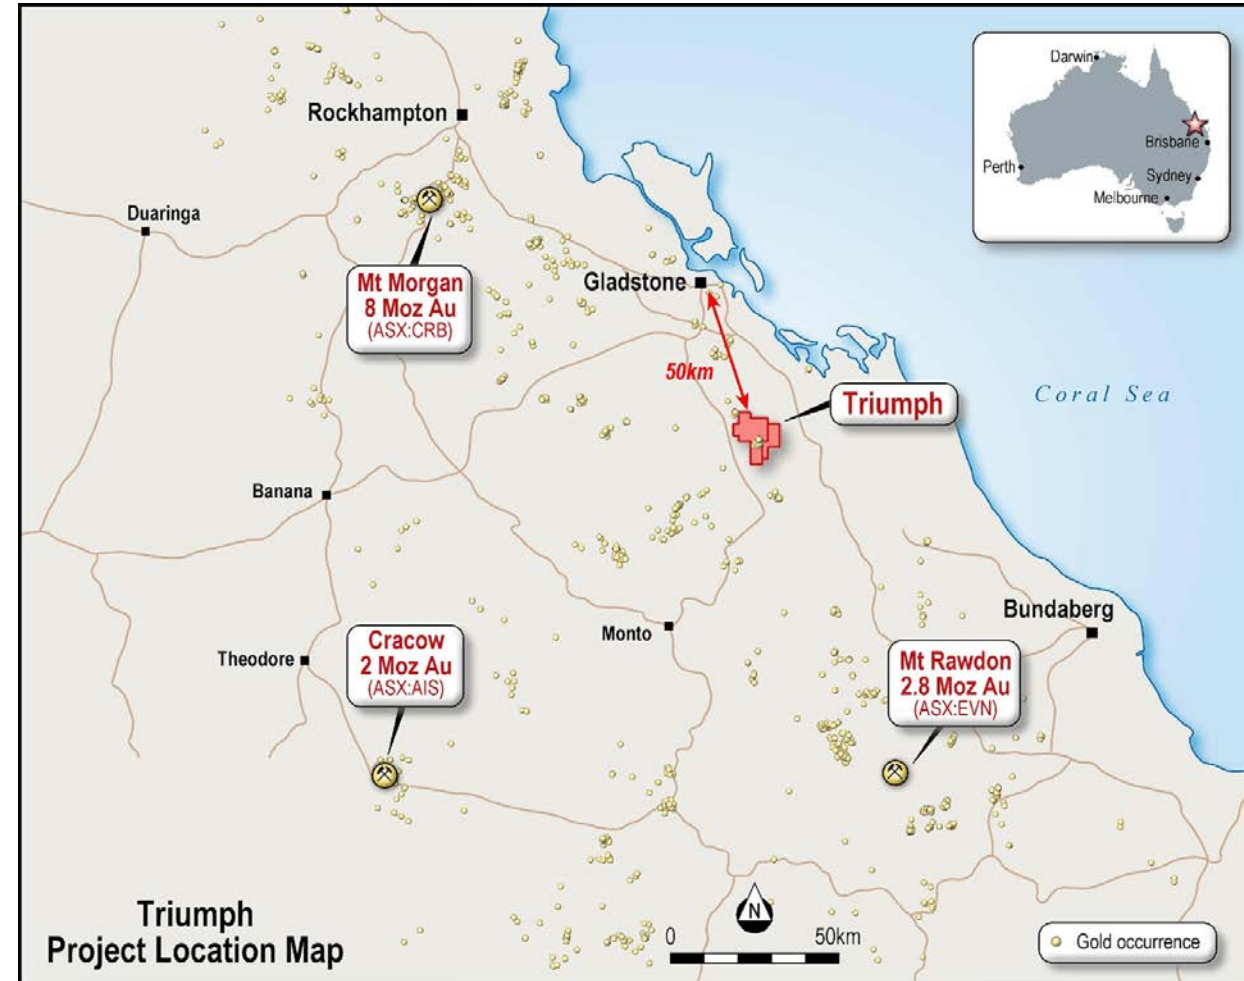 Darwin
Brisbane
Perth
Sydney
Melbourne
Rockhampton
Duaringa
Mt Morgan
8 Moz Au
(ASX:CRB)
Gladstone
50km
Triumph
Coral Sea
Banana
Bundaberg
Monto
Theodore
Cracow
2 Moz Au
(ASX:AIS)
Mt Rawdon
2.8 Moz Au
(ASX:EVN)
Triumph
Project Location Map
N
0 50km
Gold occurrence